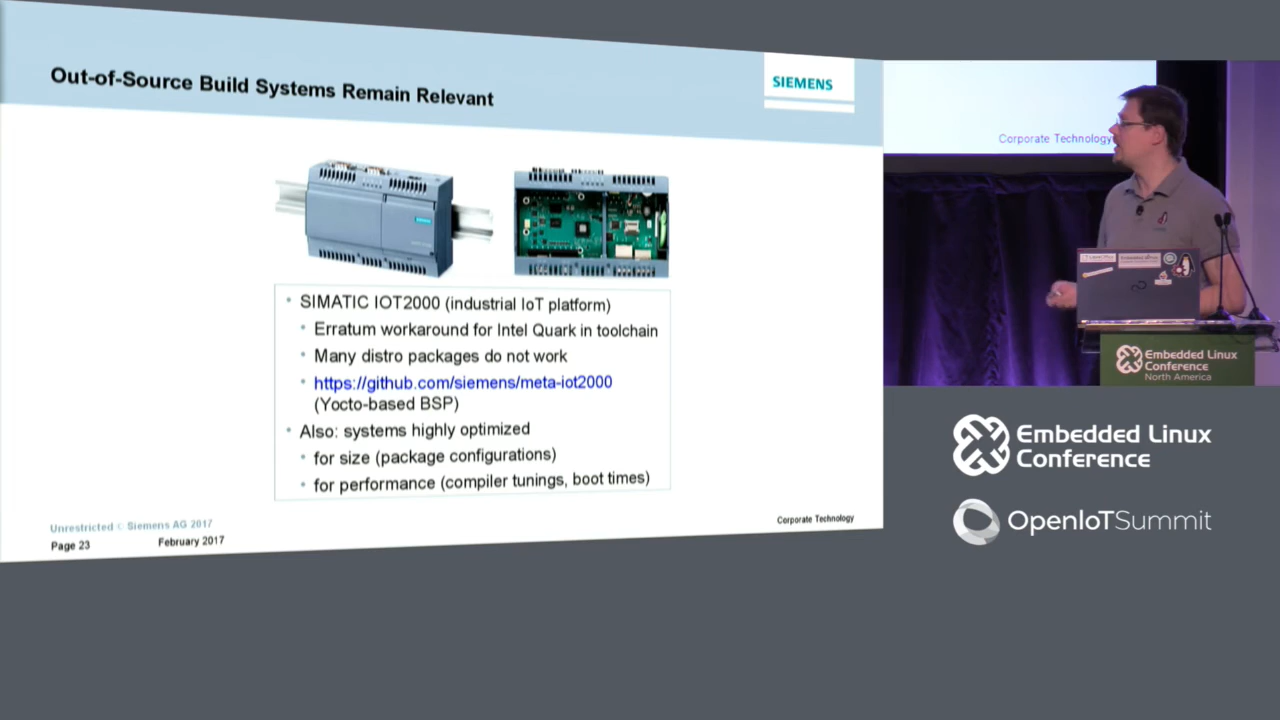 Out-of-Source Build Systems Remain Relevant
SIEMENS
SIMATIC IOT2000 (industrial IoT platform)
Erratum workaround for Intel Quark in toolchain
Many distro packages do not work
https://github.com/siemens/meta-iot2000
(Yocto-based BSP)
Also: systems highly optimized
for size (package configurations)
for performance (compiler tunings, boot times)
Unrestricted © Siemens AG 2017
Page 23
February 2017
Corporate Technology
Corporate Technology
Embedded Linux
Conference
North America
Embedded Linux
Conference
OpenIoTSummit